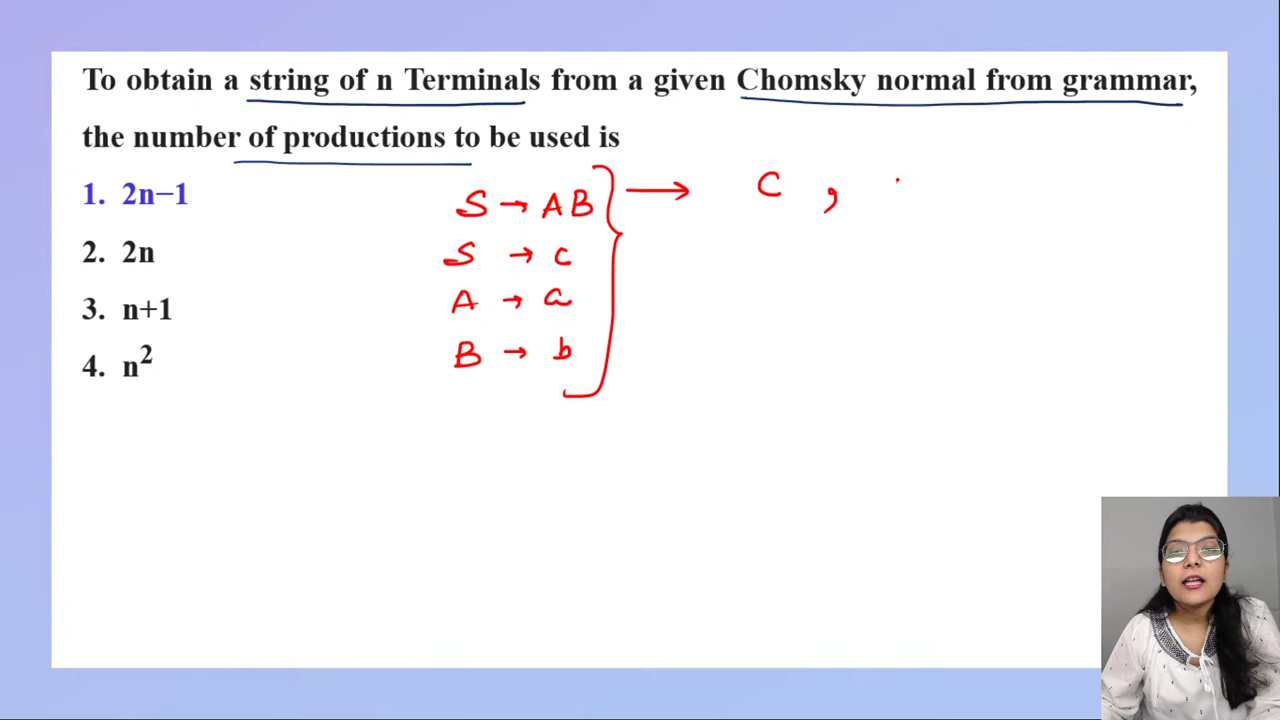 To obtain a string of n Terminals from a given Chomsky normal from grammar,
the number of productions to be used is
1. 2n−1
2. 2n
3. n+1
4. n²
S → AB
S → c
A → a
B → b
→ C ,